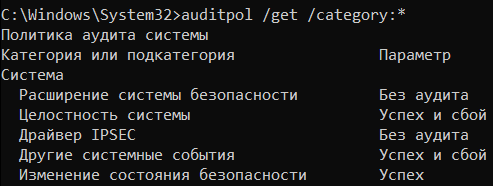 C:\Windows\System32>auditpol /get /category:*
Политика аудита системы
Категория или подкатегория Параметр
Система
Расширение системы безопасности Без аудита
Целостность системы Успех и сбой
Драйвер IPSEC Без аудита
Другие системные события Успех и сбой
Изменение состояния безопасности Успех